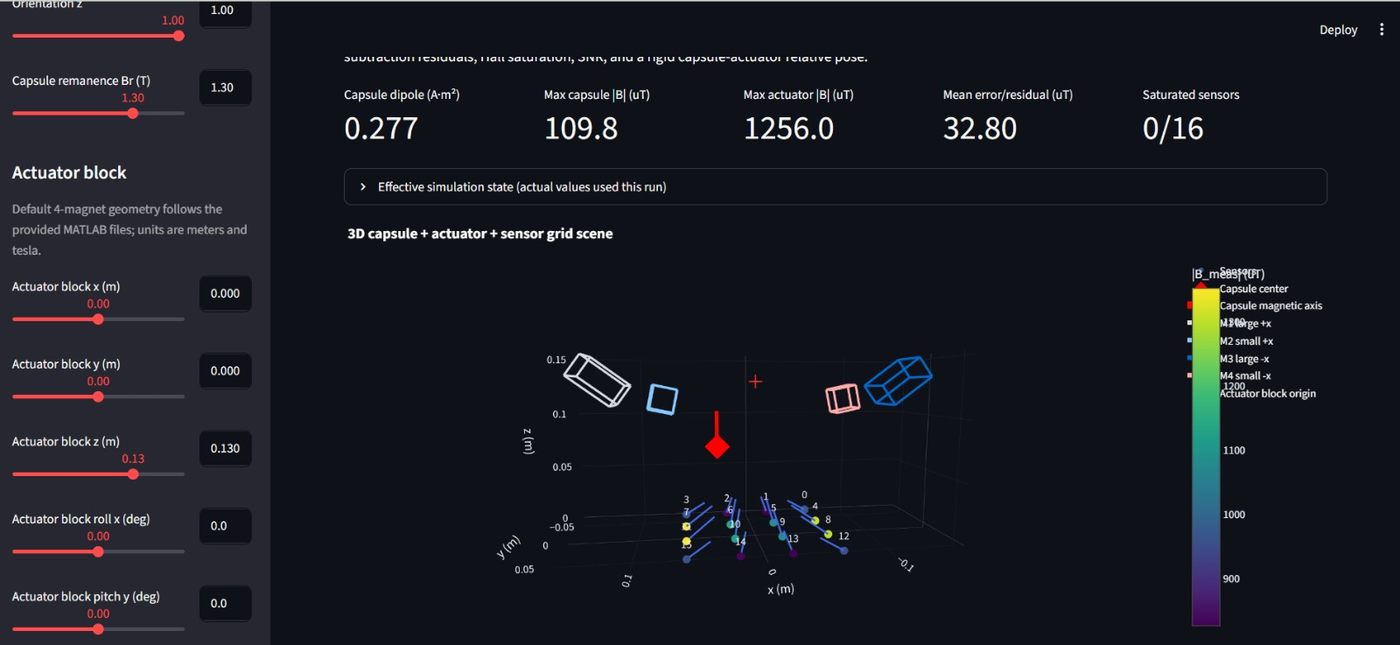 Orientation z
1.00
1.00
Capsule remanence Br (T)
1.30
1.30
Actuator block
Default 4-magnet geometry follows the
provided MATLAB files; units are meters and
tesla.
Actuator block x (m)
0.00
0.000
Actuator block y (m)
0.00
0.000
Actuator block z (m)
0.13
0.130
Actuator block roll x (deg)
0.00
0.0
Actuator block pitch y (deg)
0.00
0.0
Deploy
subtraction residuals, Hall saturation, SNR, and a rigid capsule-actuator relative pose.
Capsule dipole (A·m²)
0.277
Max capsule |B| (uT)
109.8
Max actuator |B| (uT)
1256.0
Mean error/residual (uT)
32.80
Saturated sensors
0/16
Effective simulation state (actual values used this run)
3D capsule + actuator + sensor grid scene
|B_meas| (uT)
Sensors
Capsule center
Capsule magnetic axis
M1 large +x
M2 small +x
M3 large -x
M4 small -x
Actuator block origin
1300
1200
1100
1000
900
0.15
0.1
0.05
0
z (m)
−0.05
0
0.05
y (m)
0.1
0
−0.1
x (m)
3
2
1
0
7
6
5
4
10
9
8
15
14
13
12